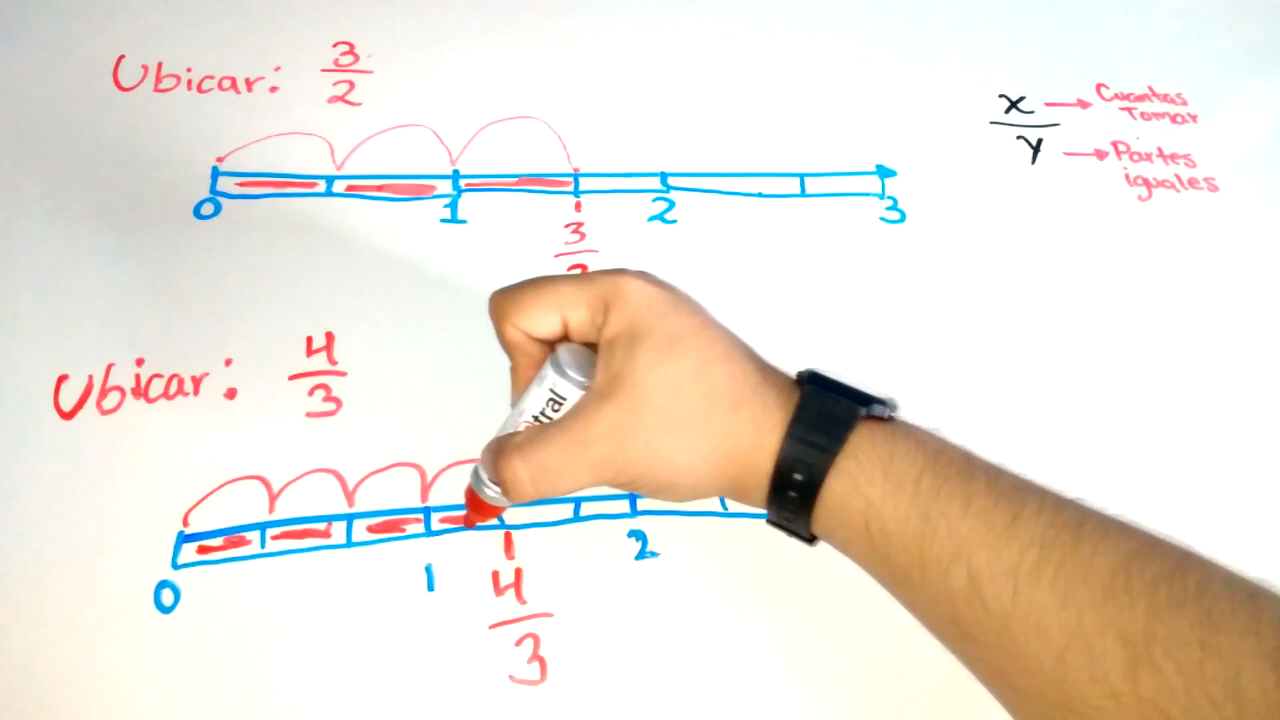 Ubicar: 3/2
x → Cuantas Tomar
y → Partes iguales
0 1 2 3
3
Ubicar: 4/3
0 1 2
4/3